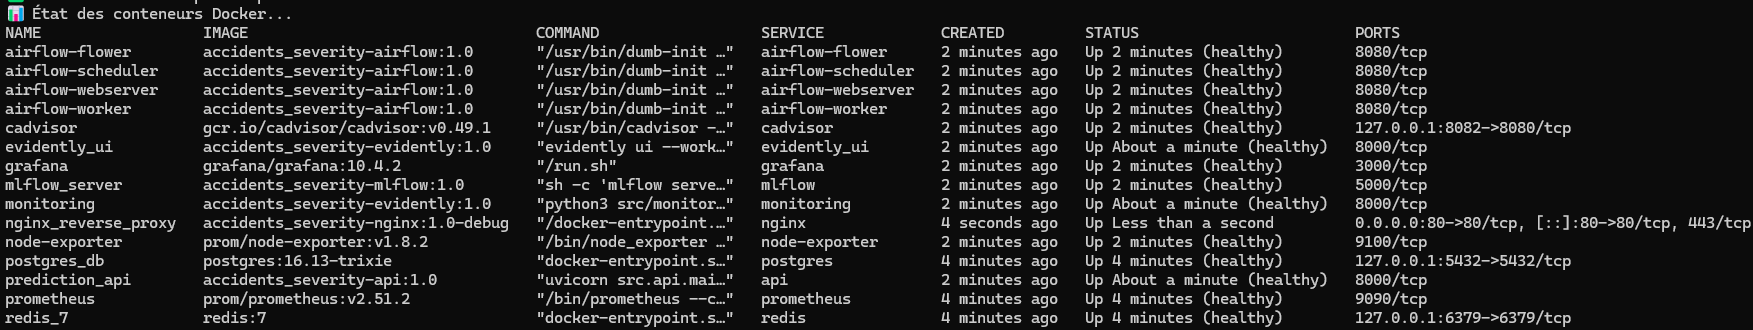 État des conteneurs Docker...
NAME IMAGE COMMAND SERVICE CREATED STATUS PORTS
airflow-flower accidents_severity-airflow:1.0 "/usr/bin/dumb-init …" airflow-flower 2 minutes ago Up 2 minutes (healthy) 8080/tcp
airflow-scheduler accidents_severity-airflow:1.0 "/usr/bin/dumb-init …" airflow-scheduler 2 minutes ago Up 2 minutes (healthy) 8080/tcp
airflow-webserver accidents_severity-airflow:1.0 "/usr/bin/dumb-init …" airflow-webserver 2 minutes ago Up 2 minutes (healthy) 8080/tcp
airflow-worker accidents_severity-airflow:1.0 "/usr/bin/dumb-init …" airflow-worker 2 minutes ago Up 2 minutes (healthy) 8080/tcp
cadvisor gcr.io/cadvisor/cadvisor:v0.49.1 "/usr/bin/cadvisor -…" cadvisor 2 minutes ago Up 2 minutes (healthy) 127.0.0.1:8082->8080/tcp
evidently_ui accidents_severity-evidently:1.0 "evidently ui --work…" evidently_ui 2 minutes ago Up About a minute (healthy) 8000/tcp
grafana grafana/grafana:10.4.2 "/run.sh" grafana 2 minutes ago Up 2 minutes (healthy) 3000/tcp
mlflow_server accidents_severity-mlflow:1.0 "sh -c 'mlflow serve…" mlflow 2 minutes ago Up 2 minutes (healthy) 5000/tcp
monitoring accidents_severity-evidently:1.0 "python3 src/monitor…" monitoring 2 minutes ago Up About a minute (healthy) 8000/tcp
nginx_reverse_proxy accidents_severity-nginx:1.0-debug "/docker-entrypoint.…" nginx 4 seconds ago Up Less than a second 0.0.0.0:80->80/tcp, [::]:80->80/tcp, 443/tcp
node-exporter prom/node-exporter:v1.8.2 "/bin/node_exporter …" node-exporter 2 minutes ago Up 2 minutes (healthy) 9100/tcp
postgres_db postgres:16.13-trixie "docker-entrypoint.s…" postgres 4 minutes ago Up 4 minutes (healthy) 127.0.0.1:5432->5432/tcp
prediction_api accidents_severity-api:1.0 "uvicorn src.api.mai…" api 2 minutes ago Up About a minute (healthy) 8000/tcp
prometheus prom/prometheus:v2.51.2 "/bin/prometheus --c…" prometheus 4 minutes ago Up 4 minutes (healthy) 9090/tcp
redis_7 redis:7 "docker-entrypoint.s…" redis 4 minutes ago Up 4 minutes (healthy) 127.0.0.1:6379->6379/tcp